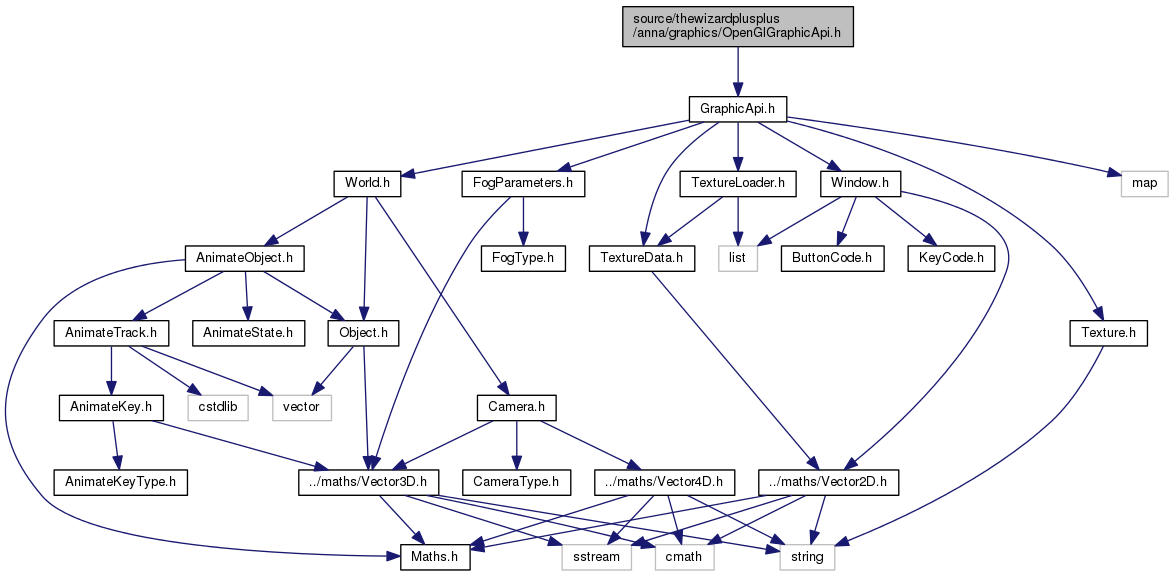 source/thewizardplusplus
/anna/graphics/OpenGlGraphicApi.h
GraphicApi.h
World.h
FogParameters.h
TextureLoader.h
Window.h
map
AnimateObject.h
FogType.h
TextureData.h
list
ButtonCode.h
KeyCode.h
AnimateTrack.h
AnimateState.h
Object.h
Texture.h
AnimateKey.h
cstdlib
vector
Camera.h
AnimateKeyType.h
../maths/Vector3D.h
CameraType.h
../maths/Vector4D.h
../maths/Vector2D.h
Maths.h
sstream
cmath
string